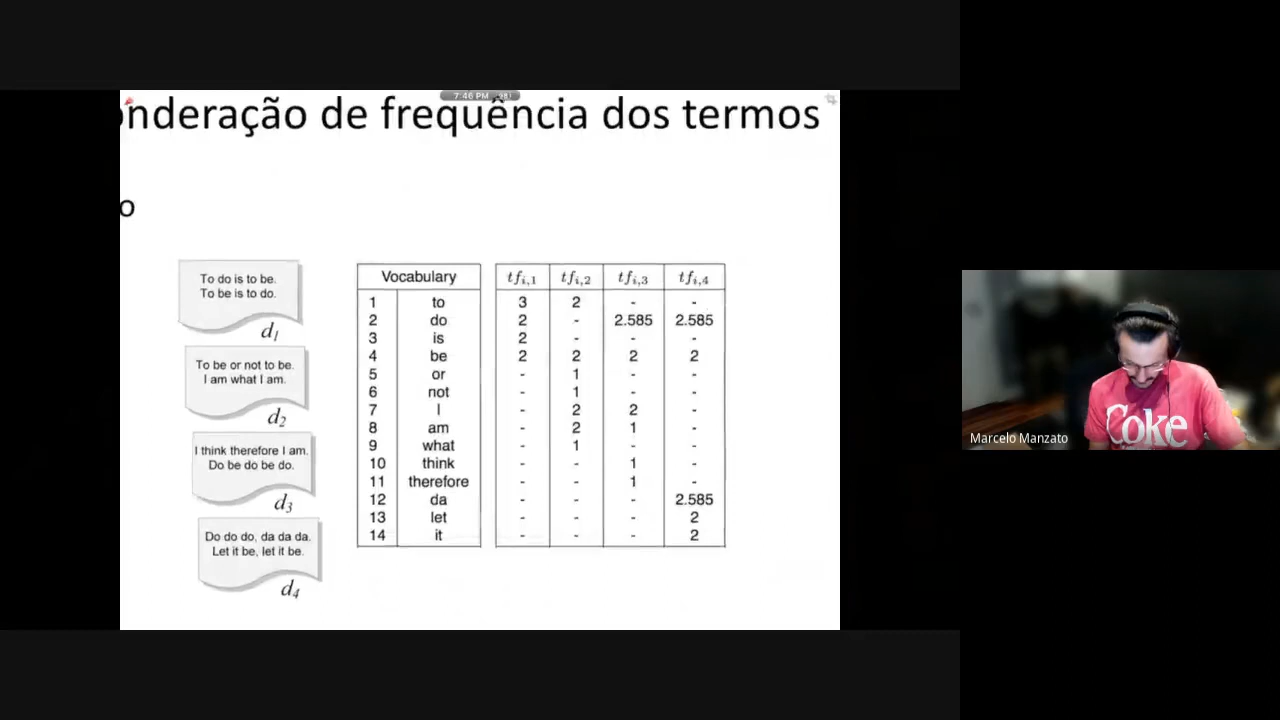 7:46 PM
onderação de frequência dos termos
o
To do is to be.
To be is to do.
d1
To be or not to be.
I am what I am.
d2
I think therefore I am.
Do be do be do.
d3
Do do do, da da da.
Let it be, let it be.
d4
Vocabulary tfi,1 tfi,2 tfi,3 tfi,4
1 to 3 2 - -
2 do 2 - 2.585 2.585
3 is 2 - - -
4 be 2 2 2 2
5 or - 1 - -
6 not - 1 - -
7 I - 2 2 -
8 am - 2 1 -
9 what - 1 - -
10 think - - 1 -
11 therefore - - 1 -
12 da - - - 2.585
13 let - - - 2
14 it - - - 2
Coke
Marcelo Manzato